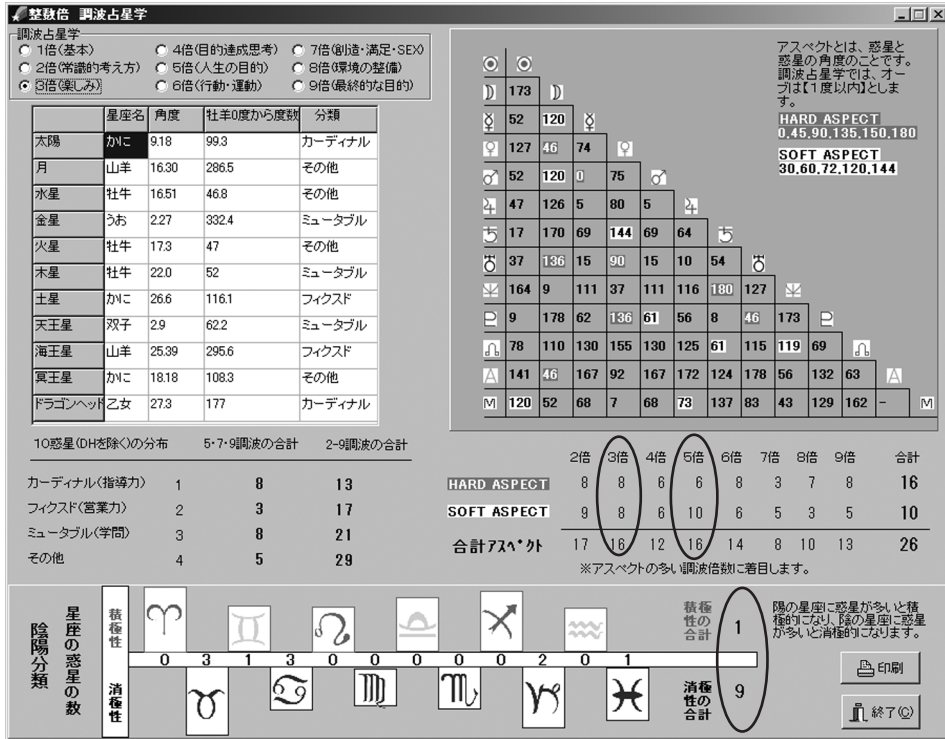 整数倍 調波占星学
調波占星学
1倍(基本) 4倍(目的達成思考) 7倍(創造・満足・SEX)
2倍(常識的考え方) 5倍(人生の目的) 8倍(環境の整備)
3倍(楽しみ) 6倍(行動・運動) 9倍(最終的な目的)
星座名 角度 牡羊0度から度数 分類
太陽 かに 9.18 99.3 カーディナル
月 山羊 16.30 286.5 その他
水星 牡牛 16.51 46.8 その他
金星 うお 2.27 332.4 ミュータブル
火星 牡牛 17.3 47 その他
木星 牡牛 22.0 52 ミュータブル
土星 かに 26.6 116.1 フィクスド
天王星 双子 2.9 62.2 ミュータブル
海王星 山羊 25.39 295.6 フィクスド
冥王星 かに 18.18 108.3 その他
ドラゴンヘッド 乙女 27.3 177 カーディナル
アスペクトとは、惑星と
惑星の角度のことです。
調波占星学では、オー
ブは【1度以内】としま
す。
HARD ASPECT
0,45,90,135,150,180
SOFT ASPECT
30,60,72,120,144
☉ ☉
☽ 173 ☽
☿ 52 120 ☿
♀ 127 46 74 ♀
♂ 52 120 0 75 ♂
♃ 47 126 5 80 5 ♃
♄ 17 170 69 144 69 64 ♄
♅ 37 136 15 90 15 10 54 ♅
♆ 164 9 111 37 111 116 180 127 ♆
♇ 9 178 62 136 61 56 8 46 173 ♇
☊ 78 110 130 155 130 125 61 115 119 69 ☊
A 141 46 167 92 167 172 124 178 56 132 63 A
M 120 52 68 7 68 73 137 83 43 129 162 - M
10惑星(DHを除く)の分布 5・7・9調波の合計 2-9調波の合計
カーディナル(指導力) 1 8 13
フィクスド(営業力) 2 3 17
ミュータブル(学問) 3 8 21
その他 4 5 29
2倍 3倍 4倍 5倍 6倍 7倍 8倍 9倍 合計
HARD ASPECT 8 8 6 6 8 3 7 8 16
SOFT ASPECT 9 8 6 10 6 5 3 5 10
合計アスペクト 17 16 12 16 14 8 10 13 26
※アスペクトの多い調波倍数に着目します。
陰陽分類
星座の惑星の数
積極性
♈ ♊ ♌ ♎ ♐ ♒
0 3 1 3 0 0 0 0 0 2 0 1
消極性
♉ ♋ ♍ ♏ ♑ ♓
積極
性の
合計
1
消極
性の
合計
9
陽の星座に惑星が多いと積
極的になり、陰の星座に惑星
が多いと消極的になります。
印刷
終了(C)